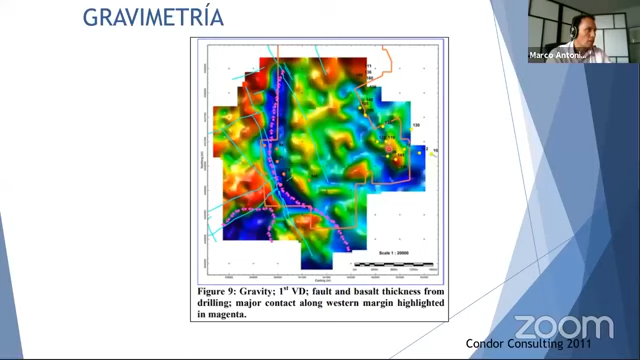 GRAVIMETRÍA
Marco Antoni...
Scale 1 : 20000
Figure 9: Gravity; 1st VD; fault and basalt thickness from
drilling; major contact along western margin highlighted
in magenta.
zoom
Condor Consulting 2011